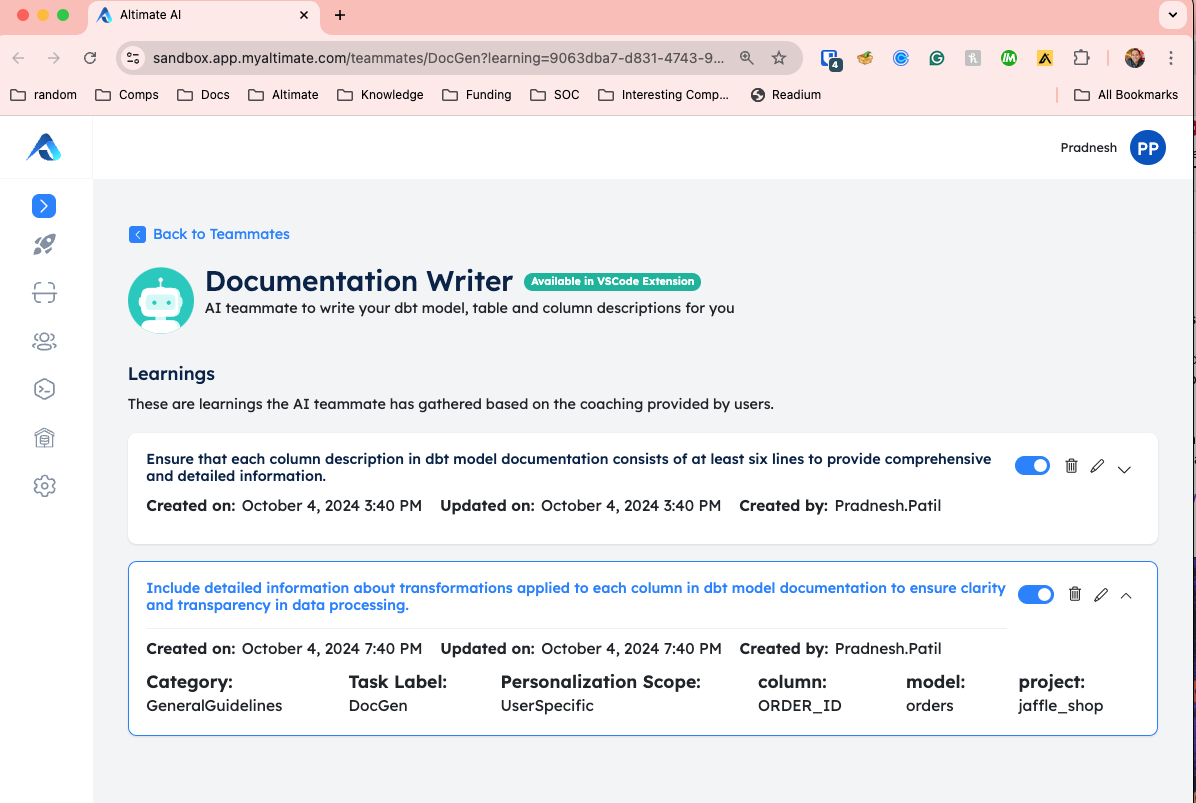 Altimate AI
sandbox.app.myaltimate.com/teammates/DocGen?learning=9063dba7-d831-4743-9...
4
random
Comps
Docs
Altimate
Knowledge
Funding
SOC
Interesting Comp...
Readium
All Bookmarks
Pradnesh
PP
Back to Teammates
Documentation Writer
Available in VSCode Extension
AI teammate to write your dbt model, table and column descriptions for you
Learnings
These are learnings the AI teammate has gathered based on the coaching provided by users.
Ensure that each column description in dbt model documentation consists of at least six lines to provide comprehensive
and detailed information.
Created on: October 4, 2024 3:40 PM Updated on: October 4, 2024 3:40 PM Created by: Pradnesh.Patil
Include detailed information about transformations applied to each column in dbt model documentation to ensure clarity
and transparency in data processing.
Created on: October 4, 2024 7:40 PM Updated on: October 4, 2024 7:40 PM Created by: Pradnesh.Patil
Category: Task Label: Personalization Scope: column: model: project:
GeneralGuidelines DocGen UserSpecific ORDER_ID orders jaffle_shop